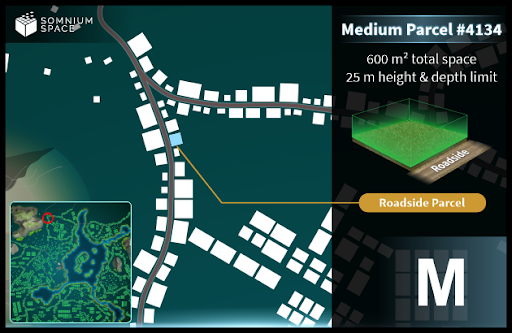 SOMNIUM
SPACE
Medium Parcel #4134
600 m² total space
25 m height & depth limit
Roadside
Roadside Parcel
M